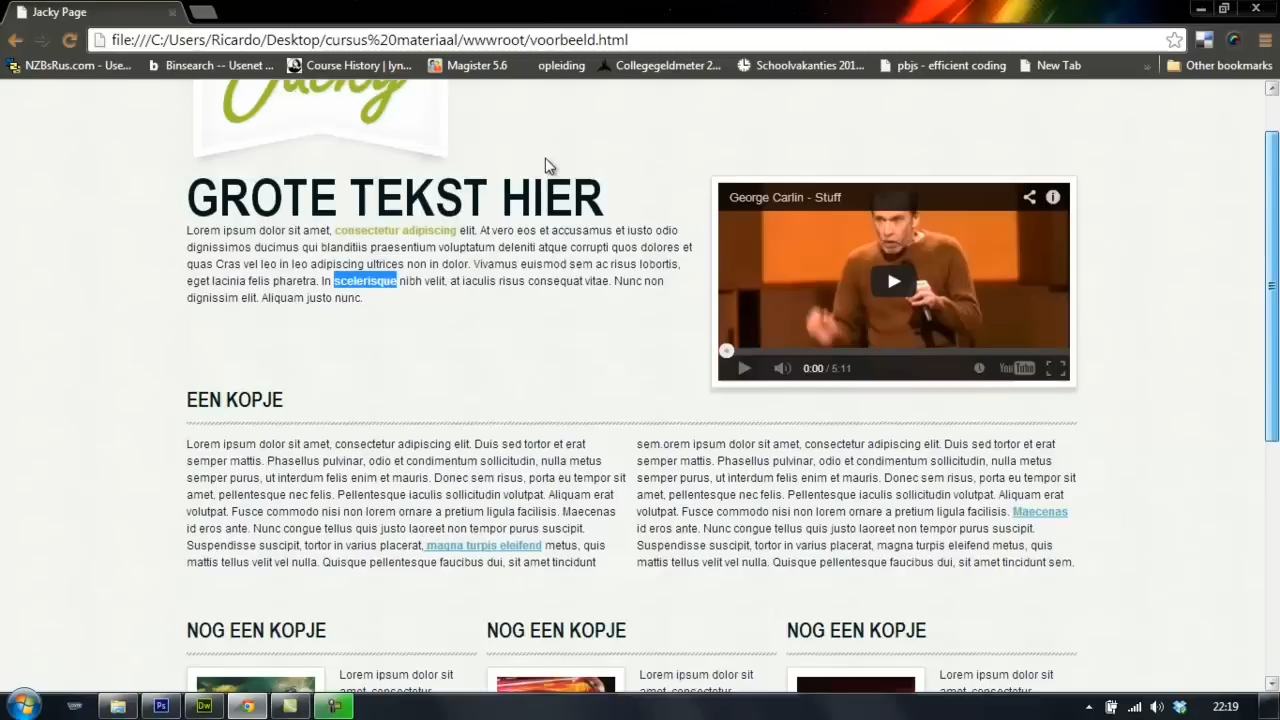 Jacky Page
file:///C:/Users/Ricardo/Desktop/cursus%20materiaal/wwwroot/voorbeeld.html
NZBsRus.com - Use... Binsearch -- Usenet ... Course History | lyn... Magister 5.6 opleiding Collegegeldmeter 2... Schoolvakanties 201... pbjs - efficient coding New Tab » Other bookmarks
Jacky
GROTE TEKST HIER
Lorem ipsum dolor sit amet, consectetur adipiscing elit. At vero eos et accusamus et iusto odio
dignissimos ducimus qui blanditiis praesentium voluptatum deleniti atque corrupti quos dolores et
quas Cras vel leo in leo adipiscing ultrices non in dolor. Vivamus euismod sem ac risus lobortis,
eget lacinia felis pharetra. In scelerisque nibh velit, at iaculis risus consequat vitae. Nunc non
dignissim elit. Aliquam justo nunc.
George Carlin - Stuff
0:00 / 5:11
YouTube
EEN KOPJE
Lorem ipsum dolor sit amet, consectetur adipiscing elit. Duis sed tortor et erat
semper mattis. Phasellus pulvinar, odio et condimentum sollicitudin, nulla metus
semper purus, ut interdum felis enim et mauris. Donec sem risus, porta eu tempor sit
amet, pellentesque nec felis. Pellentesque iaculis sollicitudin volutpat. Aliquam erat
volutpat. Fusce commodo nisi non lorem ornare a pretium ligula facilisis. Maecenas
id eros ante. Nunc congue tellus quis justo laoreet non tempor purus suscipit.
Suspendisse suscipit, tortor in varius placerat, magna turpis eleifend metus, quis
mattis tellus velit vel nulla. Quisque pellentesque faucibus dui, sit amet tincidunt
sem.orem ipsum dolor sit amet, consectetur adipiscing elit. Duis sed tortor et erat
semper mattis. Phasellus pulvinar, odio et condimentum sollicitudin, nulla metus
semper purus, ut interdum felis enim et mauris. Donec sem risus, porta eu tempor sit
amet, pellentesque nec felis. Pellentesque iaculis sollicitudin volutpat. Aliquam erat
volutpat. Fusce commodo nisi non lorem ornare a pretium ligula facilisis. Maecenas
id eros ante. Nunc congue tellus quis justo laoreet non tempor purus suscipit.
Suspendisse suscipit, tortor in varius placerat, magna turpis eleifend metus, quis
mattis tellus velit vel nulla. Quisque pellentesque faucibus dui, sit amet tincidunt sem.
NOG EEN KOPJE
Lorem ipsum dolor sit
amet, consectetur
NOG EEN KOPJE
Lorem ipsum dolor sit
amet, consectetur
NOG EEN KOPJE
Lorem ipsum dolor sit
amet, consectetur
Ps
Dw
22:19